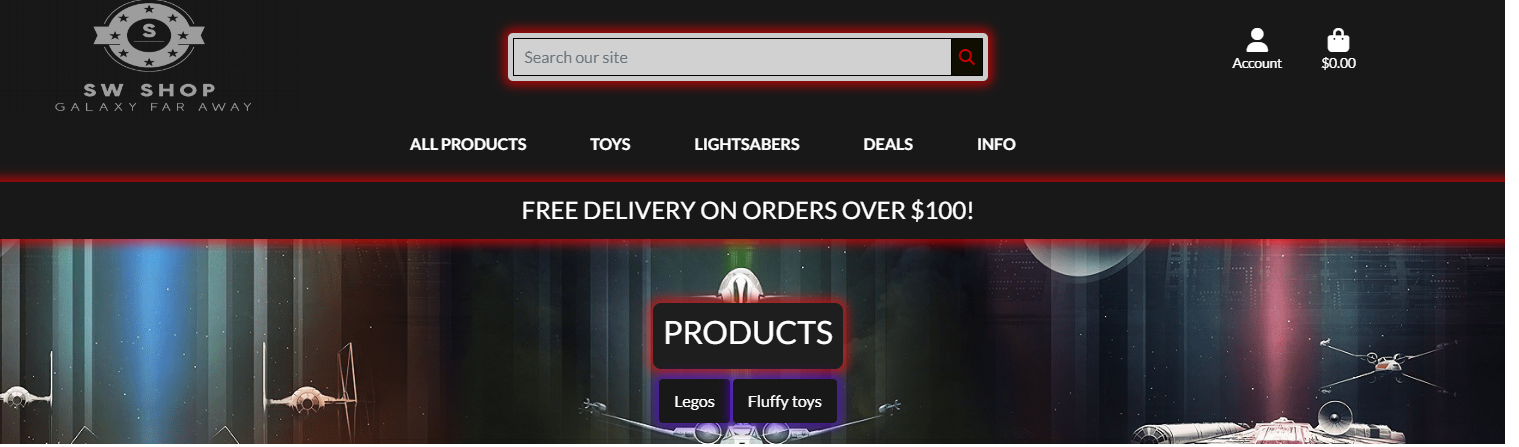 S
SW SHOP
GALAXY FAR AWAY
Search our site
Account
$0.00
ALL PRODUCTS
TOYS
LIGHTSABERS
DEALS
INFO
FREE DELIVERY ON ORDERS OVER $100!
PRODUCTS
Legos
Fluffy toys